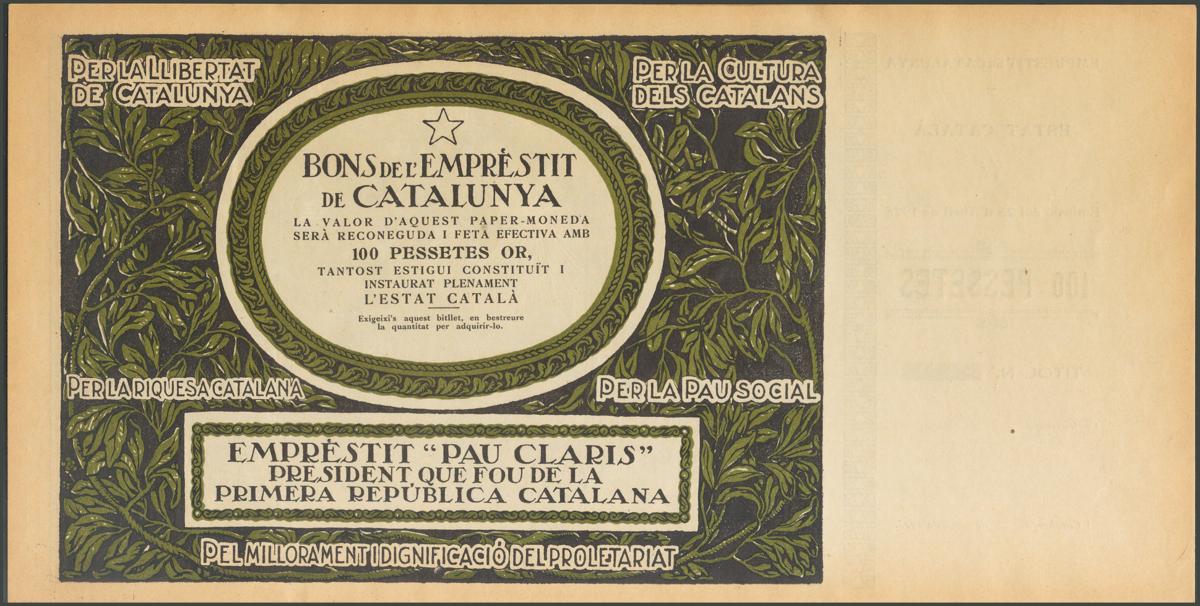 PER LA LLIBERTAT
DE CATALUNYA
PER LA CULTURA
DELS CATALANS
BONS DE L'EMPRÈSTIT
DE CATALUNYA
LA VALOR D'AQUEST PAPER-MONEDA
SERÀ RECONEGUDA I FETA EFECTIVA AMB
100 PESSETES OR,
TANTOST ESTIGUI CONSTITUÏT I
INSTAURAT PLENAMENT
L'ESTAT CATALÀ
Exigeixi's aquest bitllet, en bestreure
la quantitat per adquirir-lo.
PER LA RIQUESA CATALANA
PER LA PAU SOCIAL
EMPRÈSTIT "PAU CLARIS"
PRESIDENT QUE FOU DE LA
PRIMERA REPÚBLICA CATALANA
PEL MILLORAMENT I DIGNIFICACIÓ DEL PROLETARIAT
ESTAT CATALÀ
100 PESSETES